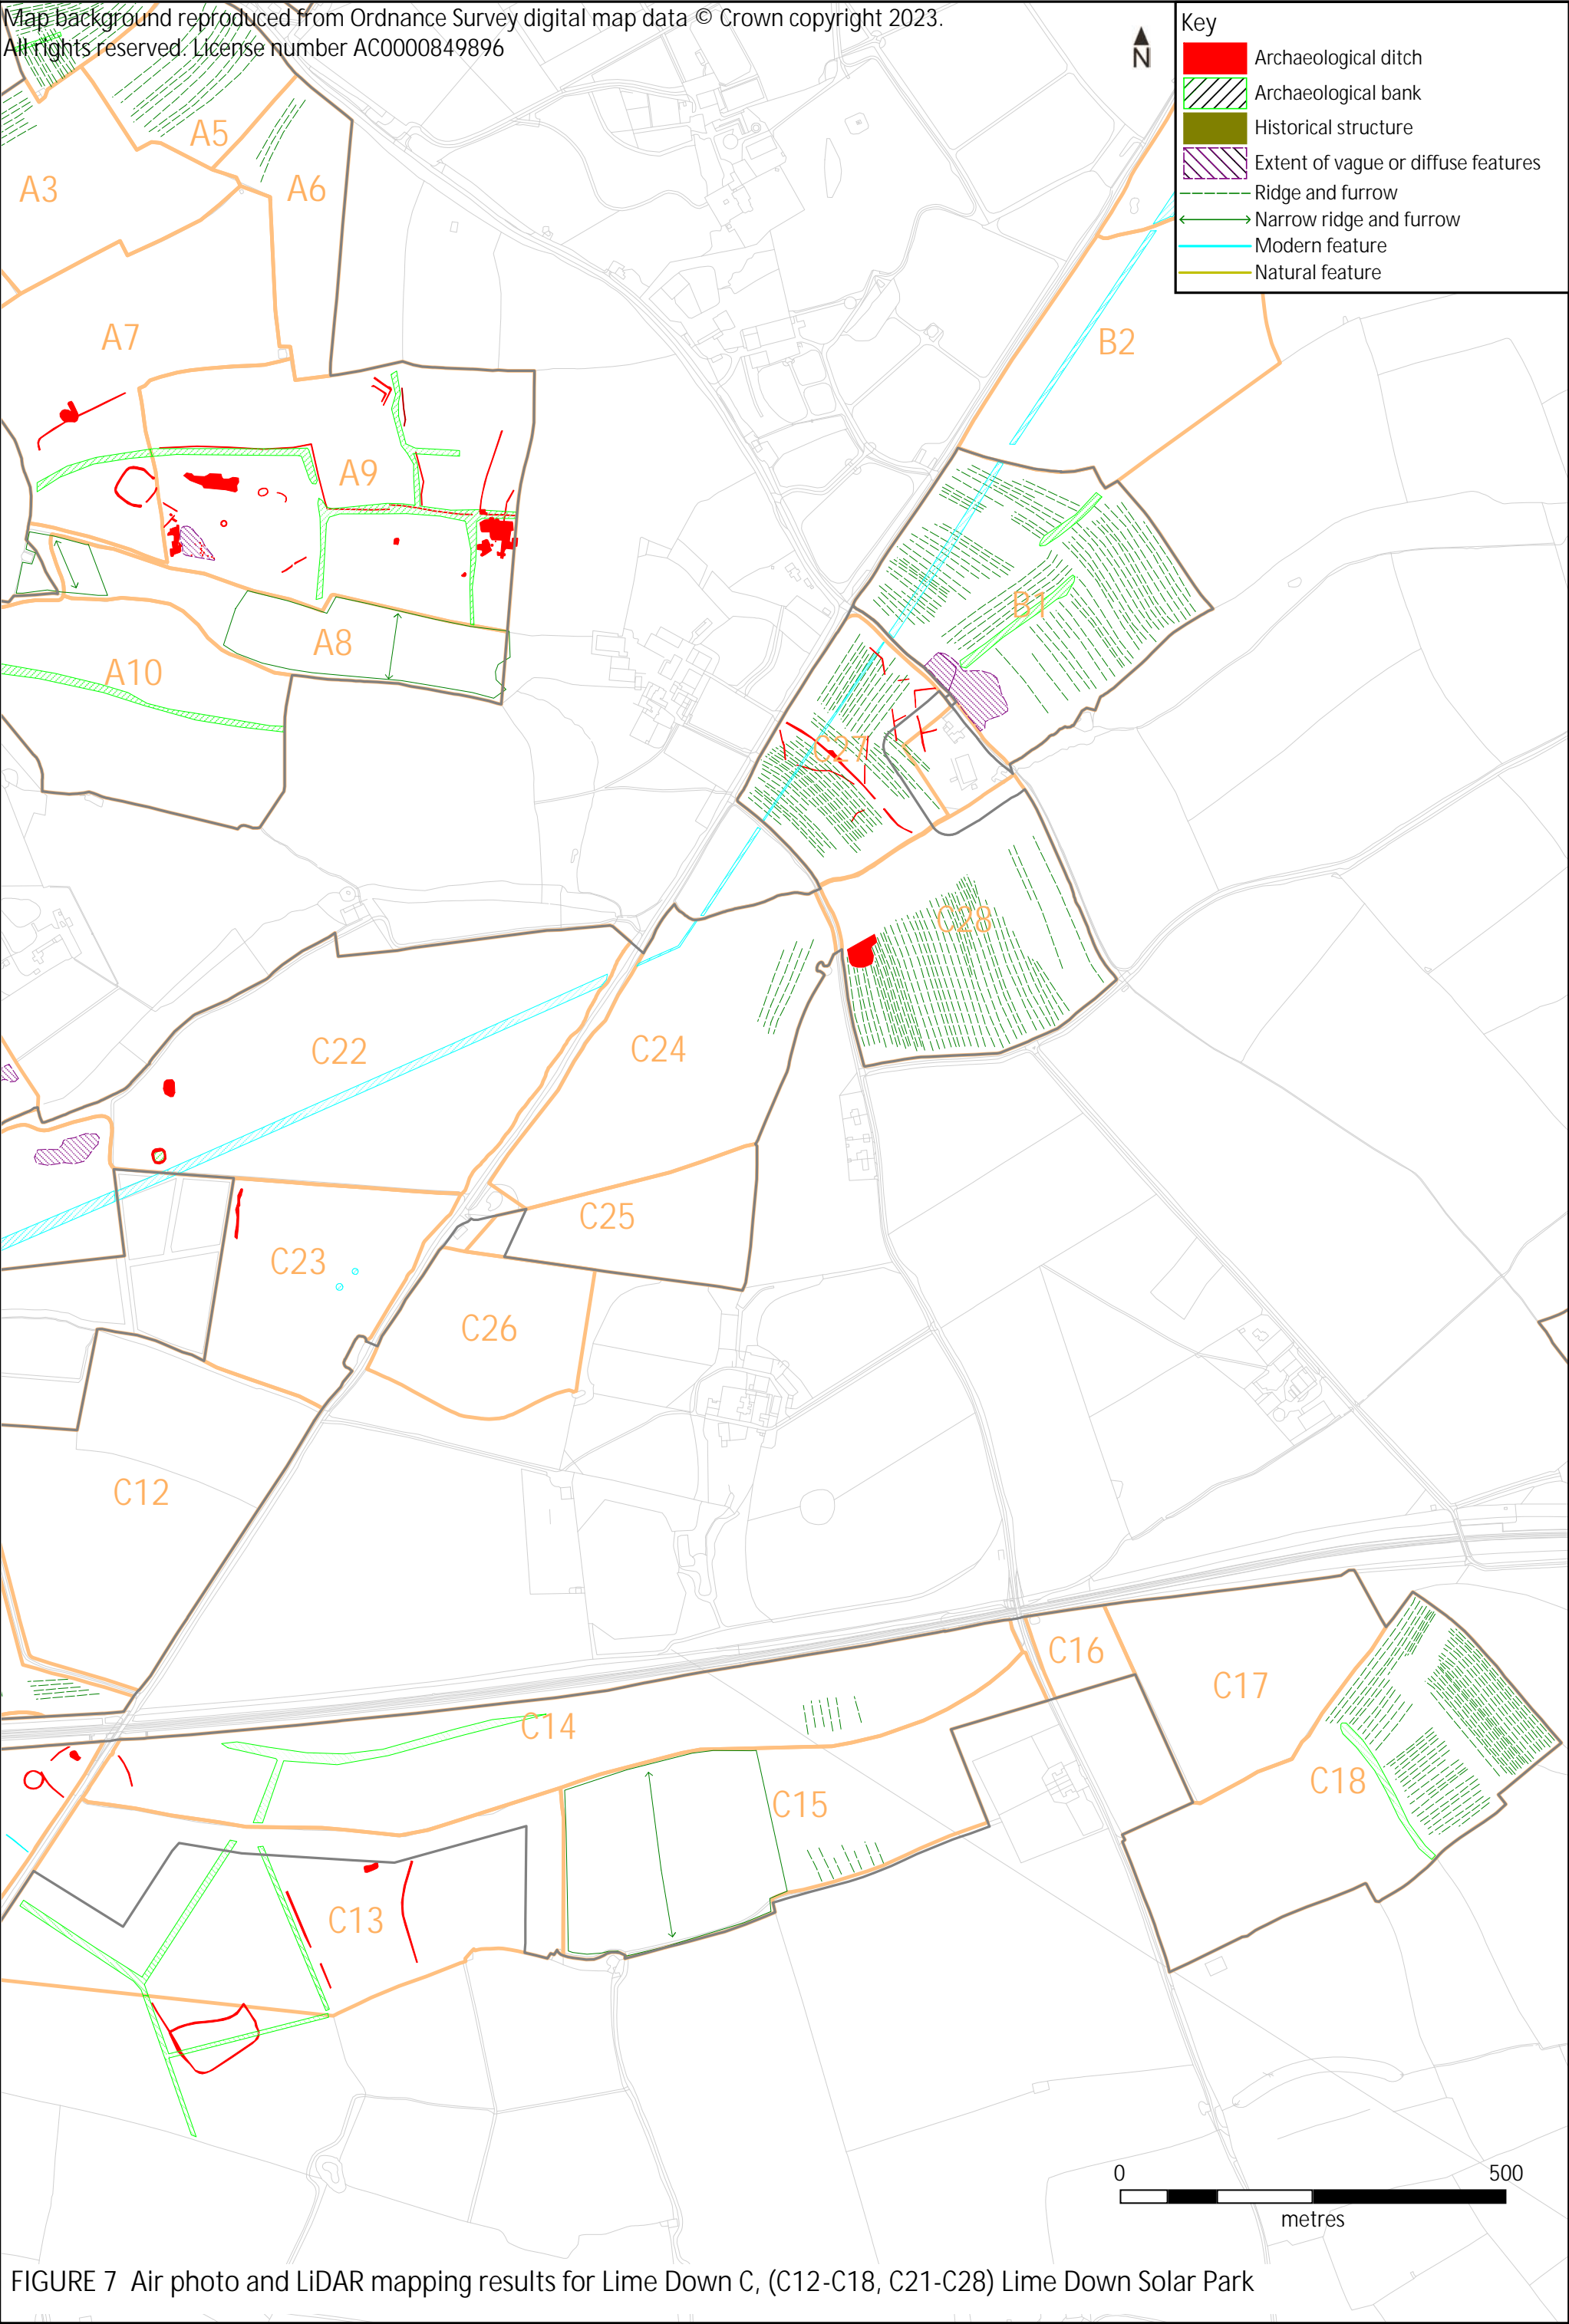 Map background reproduced from Ordnance Survey digital map data © Crown copyright 2023.
All rights reserved. License number AC0000849896
N
Key
Archaeological ditch
Archaeological bank
Historical structure
Extent of vague or diffuse features
Ridge and furrow
Narrow ridge and furrow
Modern feature
Natural feature
A5
A3
A6
A7
B2
A9
B1
A8
A10
C27
C28
C22
C24
C25
C23
C26
C12
C16
C17
C14
C18
C15
C13
0 500
metres
FIGURE 7 Air photo and LiDAR mapping results for Lime Down C, (C12-C18, C21-C28) Lime Down Solar Park